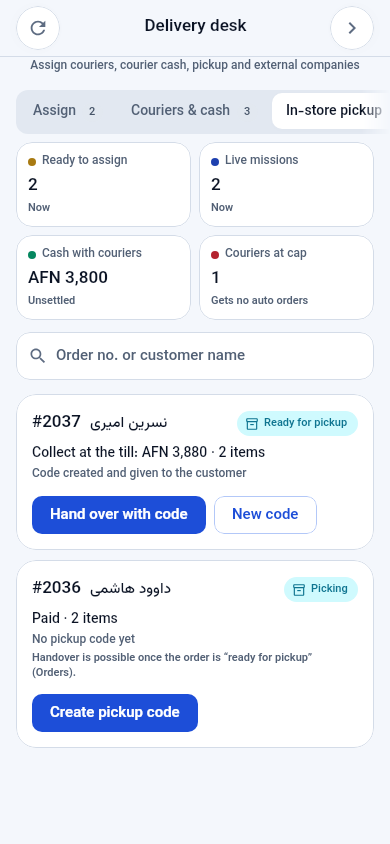 Delivery desk
Assign couriers, courier cash, pickup and external companies
Assign 2 Couriers & cash 3 In-store pickup
Ready to assign
2
Now
Live missions
2
Now
Cash with couriers
AFN 3,800
Unsettled
Couriers at cap
1
Gets no auto orders
Order no. or customer name
#2037 نسرین امیری Ready for pickup
Collect at the till: AFN 3,880 · 2 items
Code created and given to the customer
Hand over with code New code
#2036 داوود هاشمی Picking
Paid · 2 items
No pickup code yet
Handover is possible once the order is “ready for pickup”
(Orders).
Create pickup code